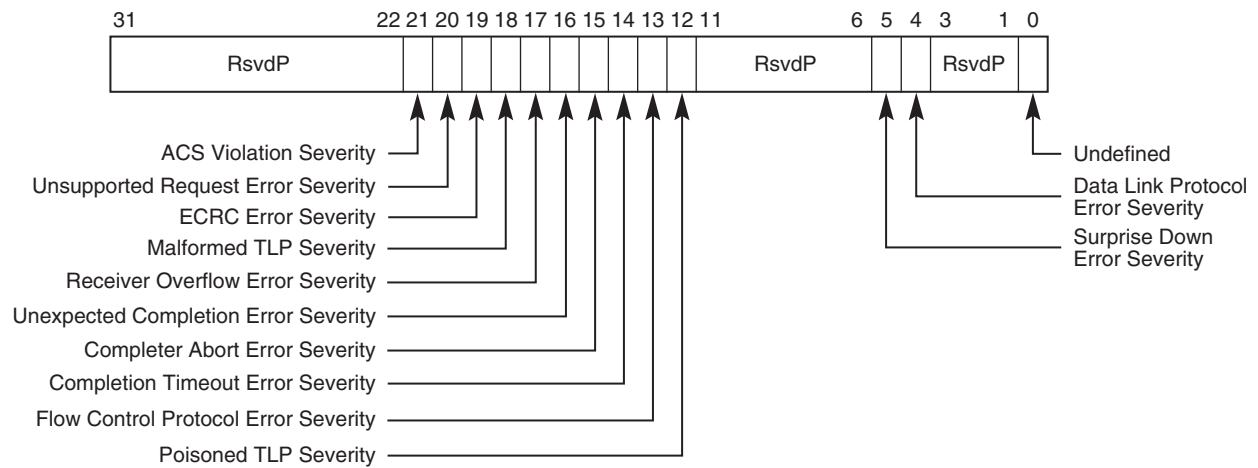 31 22 21 20 19 18 17 16 15 14 13 12 11 6 5 4 3 1 0
RsvdP RsvdP RsvdP
ACS Violation Severity
Unsupported Request Error Severity
ECRC Error Severity
Malformed TLP Severity
Receiver Overflow Error Severity
Unexpected Completion Error Severity
Completer Abort Error Severity
Completion Timeout Error Severity
Flow Control Protocol Error Severity
Poisoned TLP Severity
Undefined
Data Link Protocol
Error Severity
Surprise Down
Error Severity